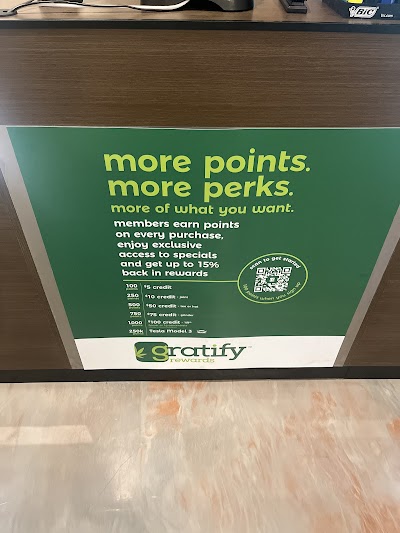 BIC
more points.
more perks.
more of what you want.
members earn points
on every purchase,
enjoy exclusive
access to specials
and get up to 15%
back in rewards
scan to get started
100 $5 credit
250 $10 credit
500 $50 credit
750 $75 credit
1000 $100 credit
250k Tesla Model 3
gratify
rewards